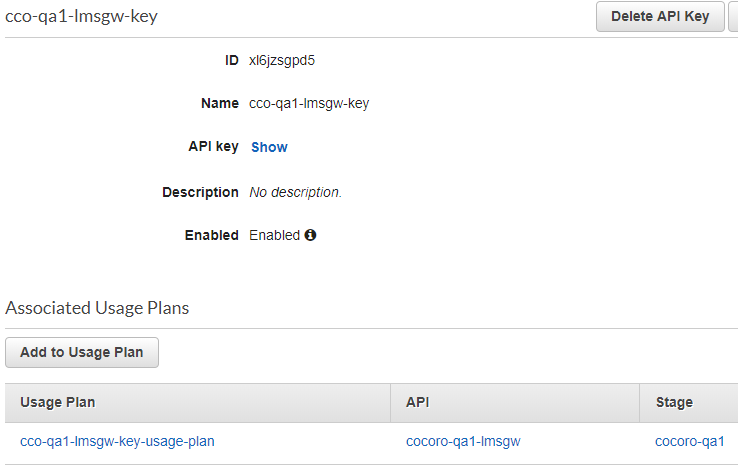 cco-qa1-lmsgw-key Delete API Key
ID xl6jzsgpd5
Name cco-qa1-lmsgw-key
API key Show
Description No description.
Enabled Enabled
Associated Usage Plans
Add to Usage Plan
Usage Plan API Stage
cco-qa1-lmsgw-key-usage-plan cocoro-qa1-lmsgw cocoro-qa1